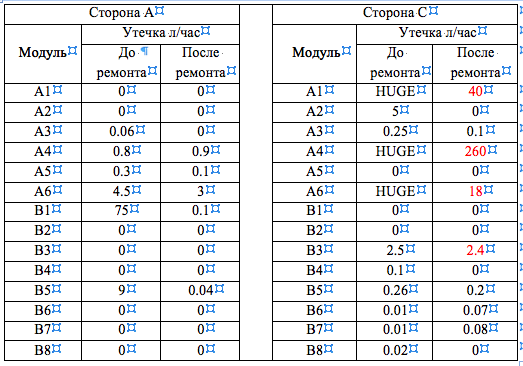 Сторона А Сторона С
Модуль Утечка л/час Модуль Утечка л/час
До ремонта После ремонта До ремонта После ремонта
A1 0 0 A1 HUGE 40
A2 0 0 A2 5 0
A3 0.06 0 A3 0.25 0.1
A4 0.8 0.9 A4 HUGE 260
A5 0.3 0.1 A5 0 0
A6 4.5 3 A6 HUGE 18
B1 75 0.1 B1 0 0
B2 0 0 B2 0 0
B3 0 0 B3 2.5 2.4
B4 0 0 B4 0.1 0
B5 9 0.04 B5 0.26 0.2
B6 0 0 B6 0.01 0.07
B7 0 0 B7 0.01 0.08
B8 0 0 B8 0.02 0